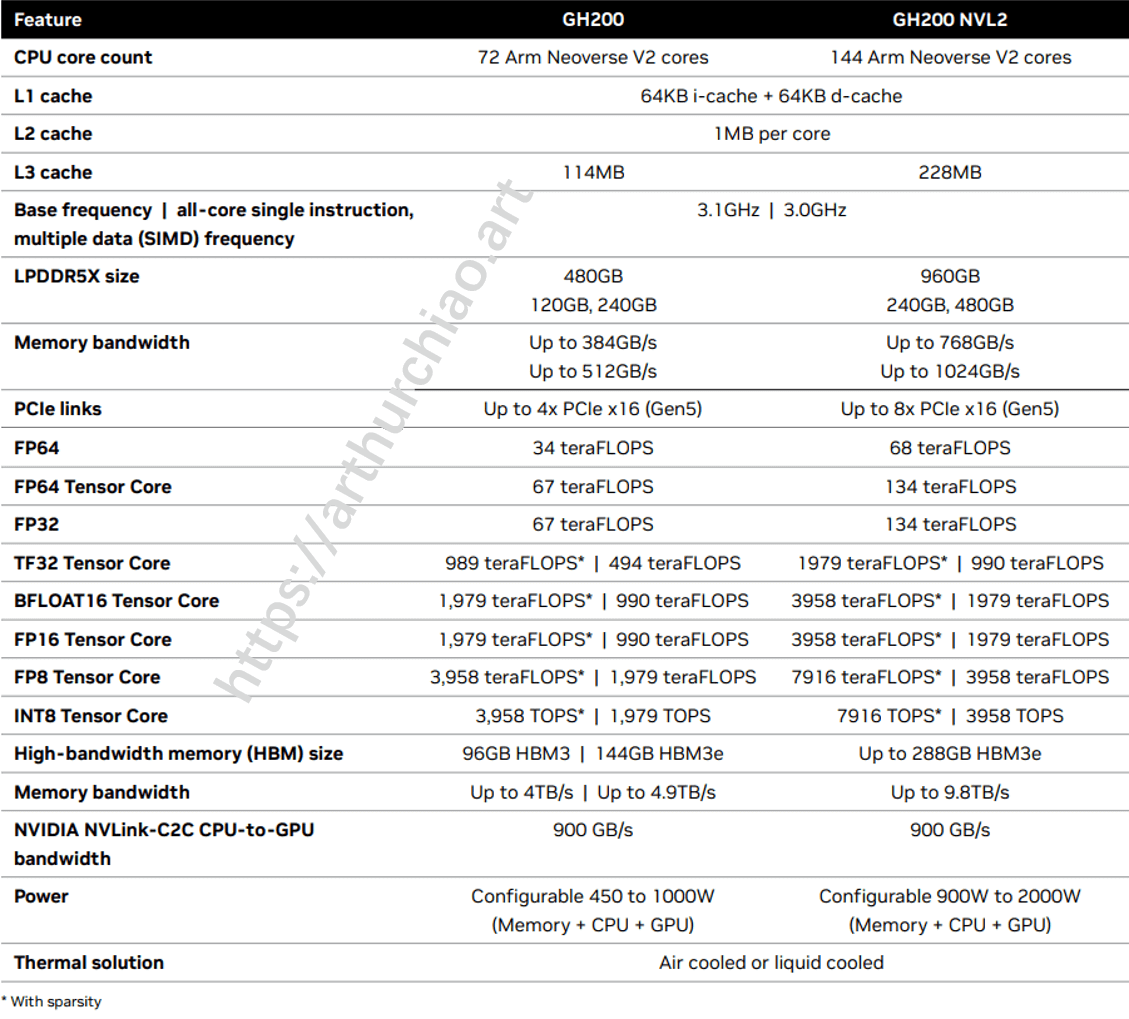 Feature GH200 GH200 NVL2
CPU core count 72 Arm Neoverse V2 cores 144 Arm Neoverse V2 cores
L1 cache 64KB i-cache + 64KB d-cache
L2 cache 1MB per core
L3 cache 114MB 228MB
Base frequency | all-core single instruction, 3.1GHz | 3.0GHz
multiple data (SIMD) frequency
LPDDR5X size 480GB 960GB
120GB, 240GB 240GB, 480GB
Memory bandwidth Up to 384GB/s Up to 768GB/s
Up to 512GB/s Up to 1024GB/s
PCIe links Up to 4x PCIe x16 (Gen5) Up to 8x PCIe x16 (Gen5)
FP64 34 teraFLOPS 68 teraFLOPS
FP64 Tensor Core 67 teraFLOPS 134 teraFLOPS
FP32 67 teraFLOPS 134 teraFLOPS
TF32 Tensor Core 989 teraFLOPS* | 494 teraFLOPS 1979 teraFLOPS* | 990 teraFLOPS
BFLOAT16 Tensor Core 1,979 teraFLOPS* | 990 teraFLOPS 3958 teraFLOPS* | 1979 teraFLOPS
FP16 Tensor Core 1,979 teraFLOPS* | 990 teraFLOPS 3958 teraFLOPS* | 1979 teraFLOPS
FP8 Tensor Core 3,958 teraFLOPS* | 1,979 teraFLOPS 7916 teraFLOPS* | 3958 teraFLOPS
INT8 Tensor Core 3,958 TOPS* | 1,979 TOPS 7916 TOPS* | 3958 TOPS
High-bandwidth memory (HBM) size 96GB HBM3 | 144GB HBM3e Up to 288GB HBM3e
Memory bandwidth Up to 4TB/s | Up to 4.9TB/s Up to 9.8TB/s
NVIDIA NVLink-C2C CPU-to-GPU 900 GB/s 900 GB/s
bandwidth
Power Configurable 450 to 1000W Configurable 900W to 2000W
(Memory + CPU + GPU) (Memory + CPU + GPU)
Thermal solution Air cooled or liquid cooled
* With sparsity
https://arthurchiao.art